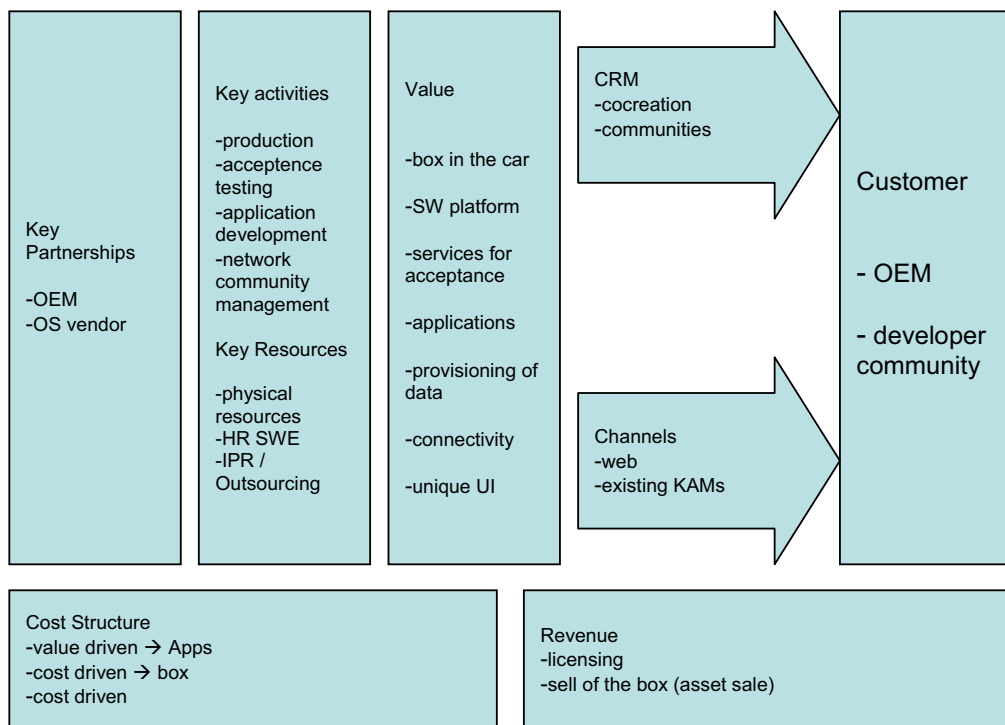 Key
Partnerships
-OEM
-OS vendor
Key activities
-production
-acceptence
testing
-application
development
-network
community
management
Key Resources
-physical
resources
-HR SWE
-IPR /
Outsourcing
Value
-box in the car
-SW platform
-services for
acceptance
-applications
-provisioning of
data
-connectivity
-unique UI
CRM
-cocreation
-communities
Channels
-web
-existing KAMs
Customer
- OEM
- developer
community
Cost Structure
-value driven → Apps
-cost driven → box
-cost driven
Revenue
-licensing
-sell of the box (asset sale)